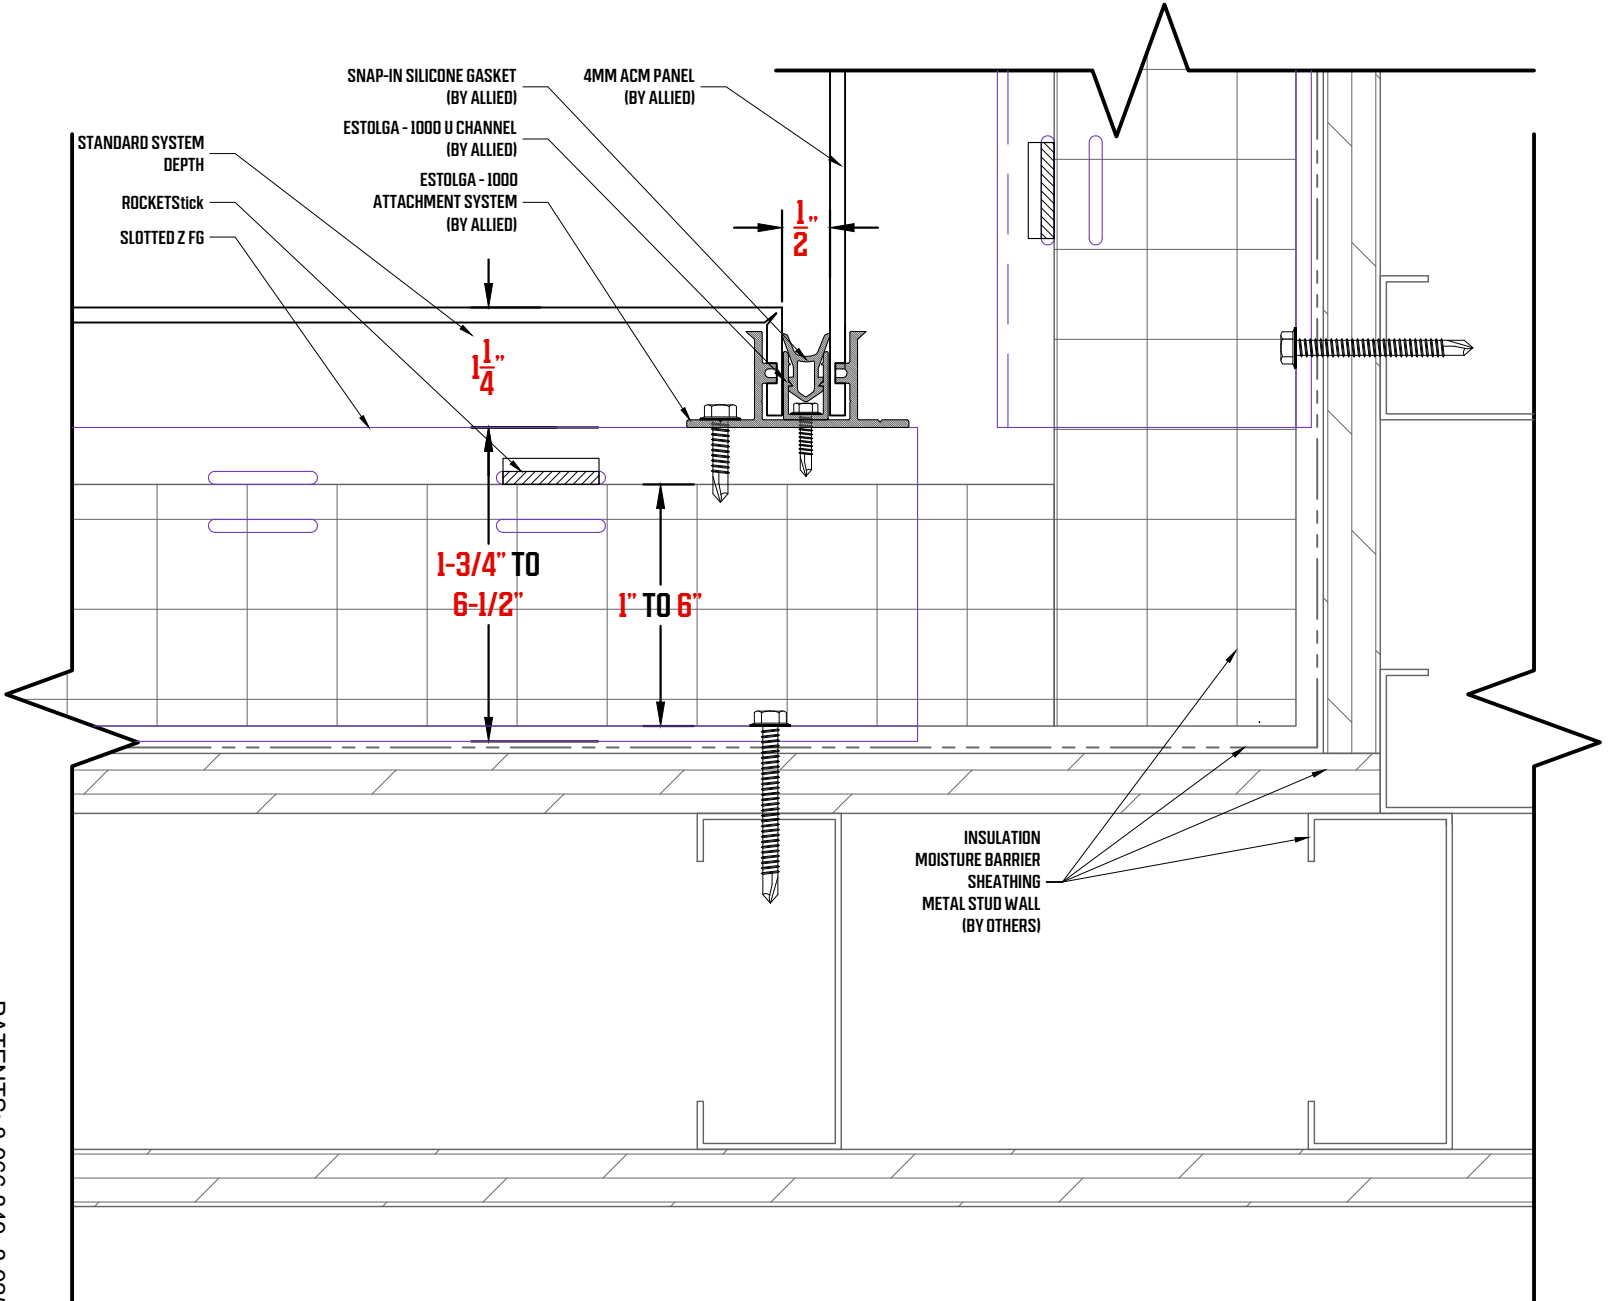 SNAP-IN SILICONE GASKET
(BY ALLIED)
4MM ACM PANEL
(BY ALLIED)
ESTOLGA - 1000 U CHANNEL
(BY ALLIED)
STANDARD SYSTEM
DEPTH
ESTOLGA - 1000
ATTACHMENT SYSTEM
(BY ALLIED)
ROCKETStick
SLOTTED Z FG
1/2"
1 1/4"
1-3/4" TO
6-1/2"
1" TO 6"
INSULATION
MOISTURE BARRIER
SHEATHING
METAL STUD WALL
(BY OTHERS)